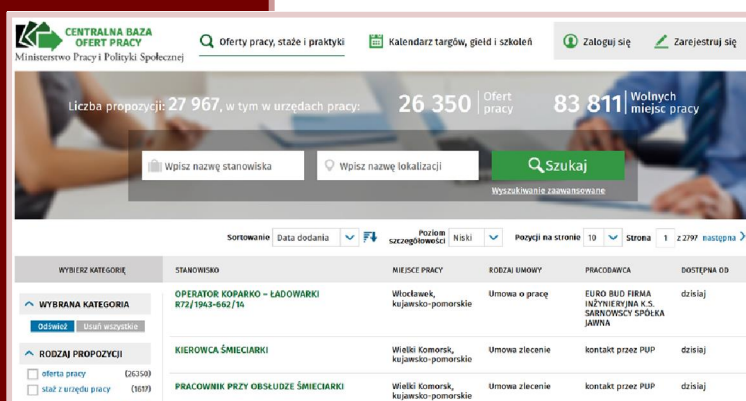 CENTRALNA BAZA
OFERT PRACY
Ministerstwo Pracy i Polityki Społecznej
Oferty pracy, staże i praktyki
Kalendarz targów, giełd i szkoleń
Zaloguj się
Zarejestruj się
Liczba propozycji: 27 967, w tym w urzędach pracy:
26 350 Ofert pracy
83 811 Wolnych miejsc pracy
Wpisz nazwę stanowiska
Wpisz nazwę lokalizacji
Szukaj
Wyszukiwanie zaawansowane
Sortowanie Data dodania
Poziom szczegółowości Niski
Pozycji na stronie 10
Strona 1 z 2797 następna
WYBIERZ KATEGORIĘ
STANOWISKO
MIEJSCE PRACY
RODZAJ UMOWY
PRACODAWCA
DOSTĘPNA OD
WYBRANA KATEGORIA
Odśwież Usuń wszystkie
RODZAJ PROPOZYCJI
oferta pracy (26350)
staż z urzędu pracy (1617)
OPERATOR KOPARKO – ŁADOWARKI
R72/1943-662/14
Włocławek,
kujawsko-pomorskie
Umowa o pracę
EURO BUD FIRMA
INŻYNIERYJNA K.S.
SARNOWSCY SPÓŁKA
JAWNA
dzisiaj
KIEROWCA ŚMIECIARKI
Wielki Komorsk,
kujawsko-pomorskie
Umowa zlecenie
kontakt przez PUP
dzisiaj
PRACOWNIK PRZY OBSŁUDZE ŚMIECIARKI
Wielki Komorsk,
kujawsko-pomorskie
Umowa zlecenie
kontakt przez PUP
dzisiaj